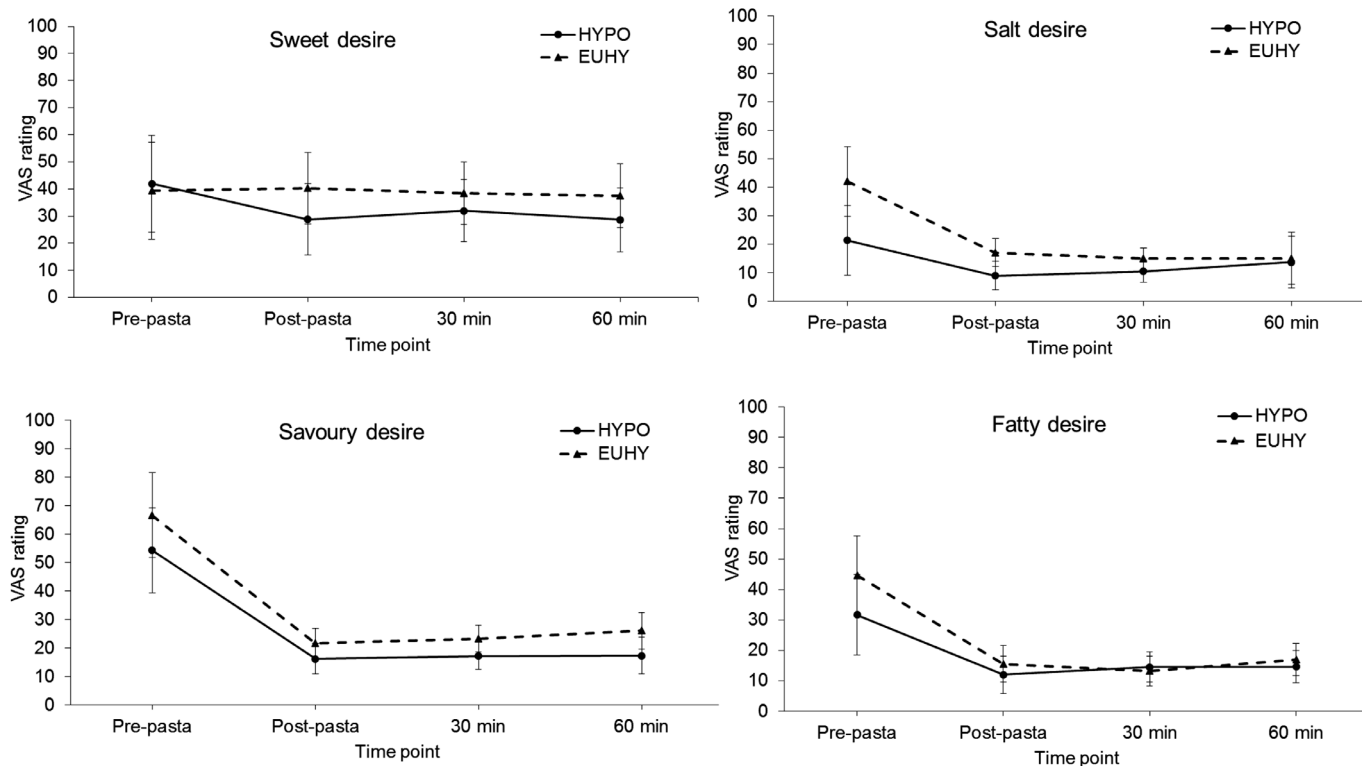 Sweet desire
HYPO
EUHY
100
90
80
70
60
50
40
30
20
10
0
VAS rating
Pre-pasta Post-pasta 30 min 60 min
Time point
Salt desire
HYPO
EUHY
100
90
80
70
60
50
40
30
20
10
0
VAS rating
Pre-pasta Post-pasta 30 min 60 min
Time point
Savoury desire
HYPO
EUHY
100
90
80
70
60
50
40
30
20
10
0
VAS rating
Pre-pasta Post-pasta 30 min 60 min
Time point
Fatty desire
HYPO
EUHY
100
90
80
70
60
50
40
30
20
10
0
VAS rating
Pre-pasta Post-pasta 30 min 60 min
Time point